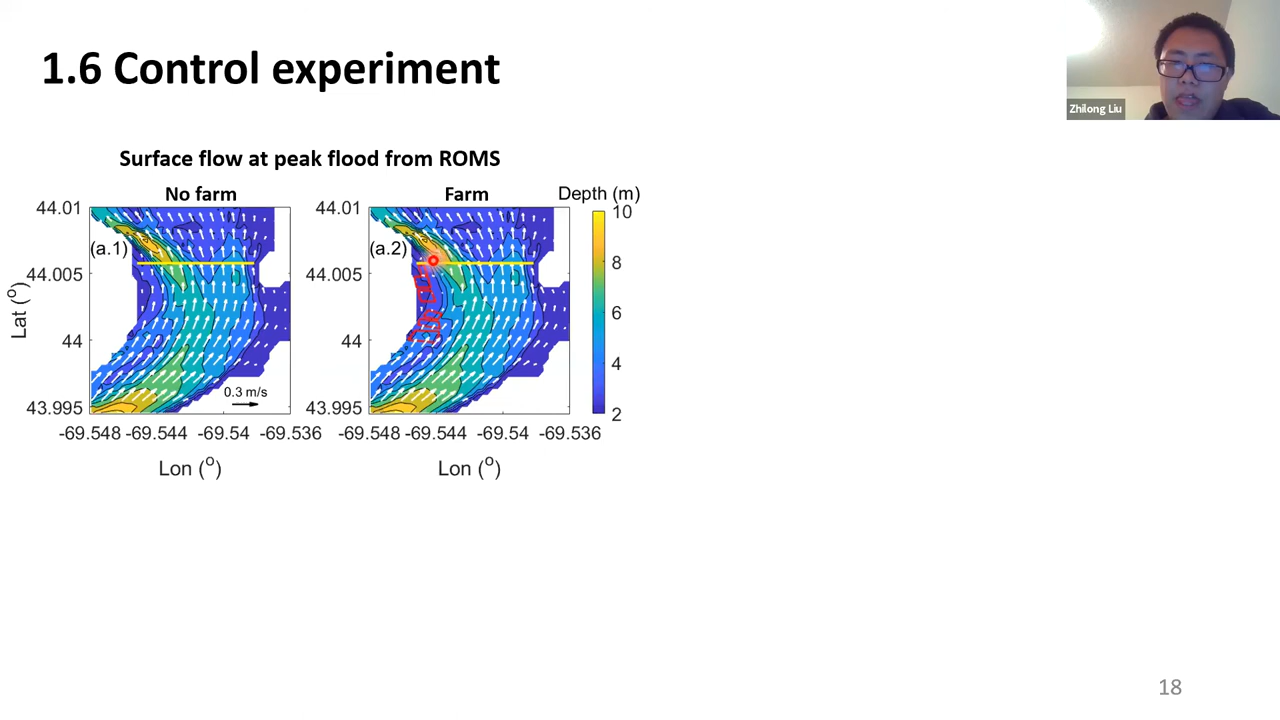 1.6 Control experiment
Zhilong Liu
Surface flow at peak flood from ROMS
No farm
Farm
Depth (m)
44.01
44.005
44
43.995
Lat (°)
(a.1)
0.3 m/s
-69.548 -69.544 -69.54 -69.536
Lon (°)
44.01
44.005
44
43.995
(a.2)
-69.548 -69.544 -69.54 -69.536
Lon (°)
10
8
6
4
2
18